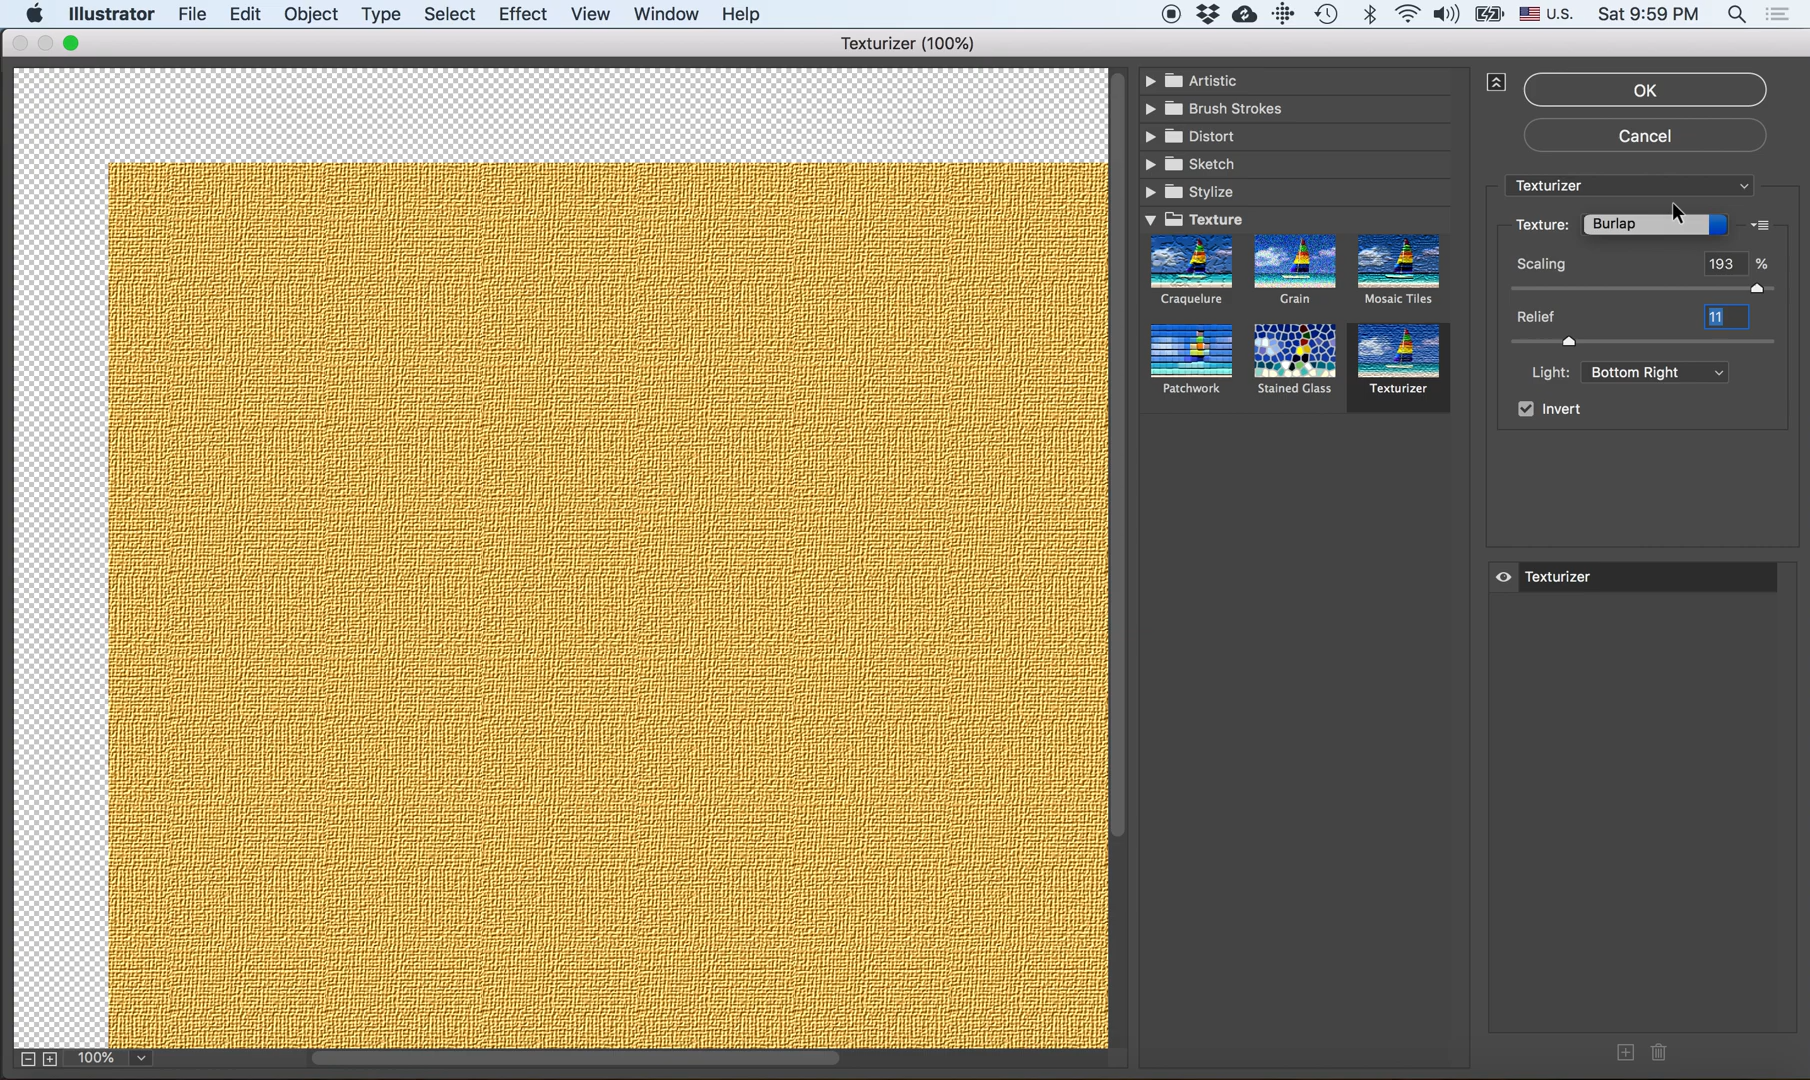 Illustrator File Edit Object Type Select Effect View Window Help U.S. Sat 9:59 PM
Texturizer (100%)
Artistic
Brush Strokes
Distort
Sketch
Stylize
Texture
Craquelure Grain Mosaic Tiles
Patchwork Stained Glass Texturizer
OK
Cancel
Texturizer
Texture: Burlap
Scaling 193 %
Relief 11
Light: Bottom Right
Invert
Texturizer
100%